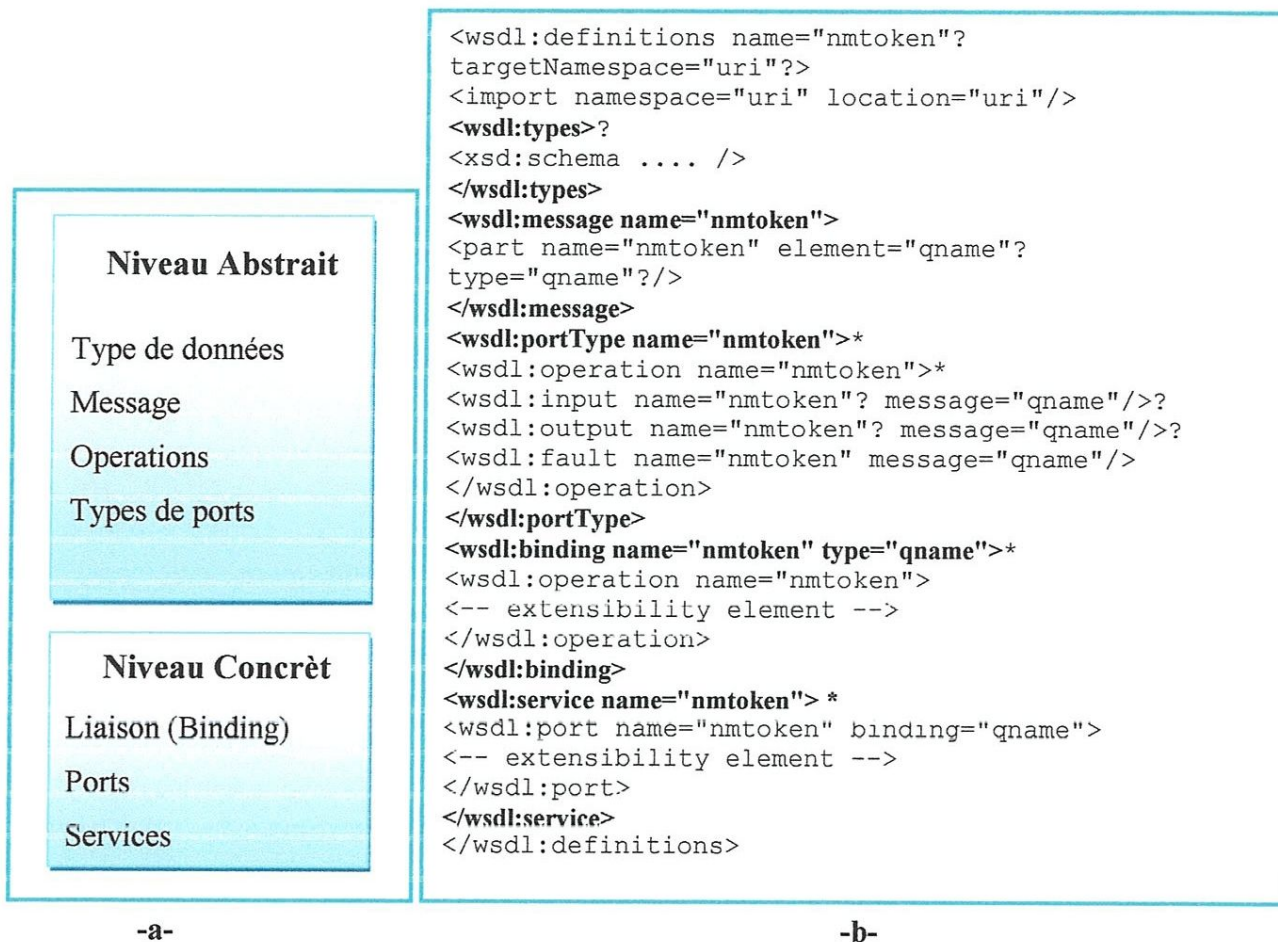 Niveau Abstrait
Type de données
Message
Operations
Types de ports
Niveau Concrèt
Liaison (Binding)
Ports
Services
-a-
<wsdl:definitions name="nmtoken"?
targetNamespace="uri"?>
<import namespace="uri" location="uri"/>
<wsdl:types>?
<xsd:schema .... />
</wsdl:types>
<wsdl:message name="nmtoken">
<part name="nmtoken" element="qname"?
type="qname"?/>
</wsdl:message>
<wsdl:portType name="nmtoken">*
<wsdl:operation name="nmtoken">*
<wsdl:input name="nmtoken"? message="qname"/>?
<wsdl:output name="nmtoken"? message="qname"/>?
<wsdl:fault name="nmtoken" message="qname"/>
</wsdl:operation>
</wsdl:portType>
<wsdl:binding name="nmtoken" type="qname">*
<wsdl:operation name="nmtoken">
<-- extensibility element -->
</wsdl:operation>
</wsdl:binding>
<wsdl:service name="nmtoken"> *
<wsdl:port name="nmtoken" binding="qname">
<-- extensibility element -->
</wsdl:port>
</wsdl:service>
</wsdl:definitions>
-b-